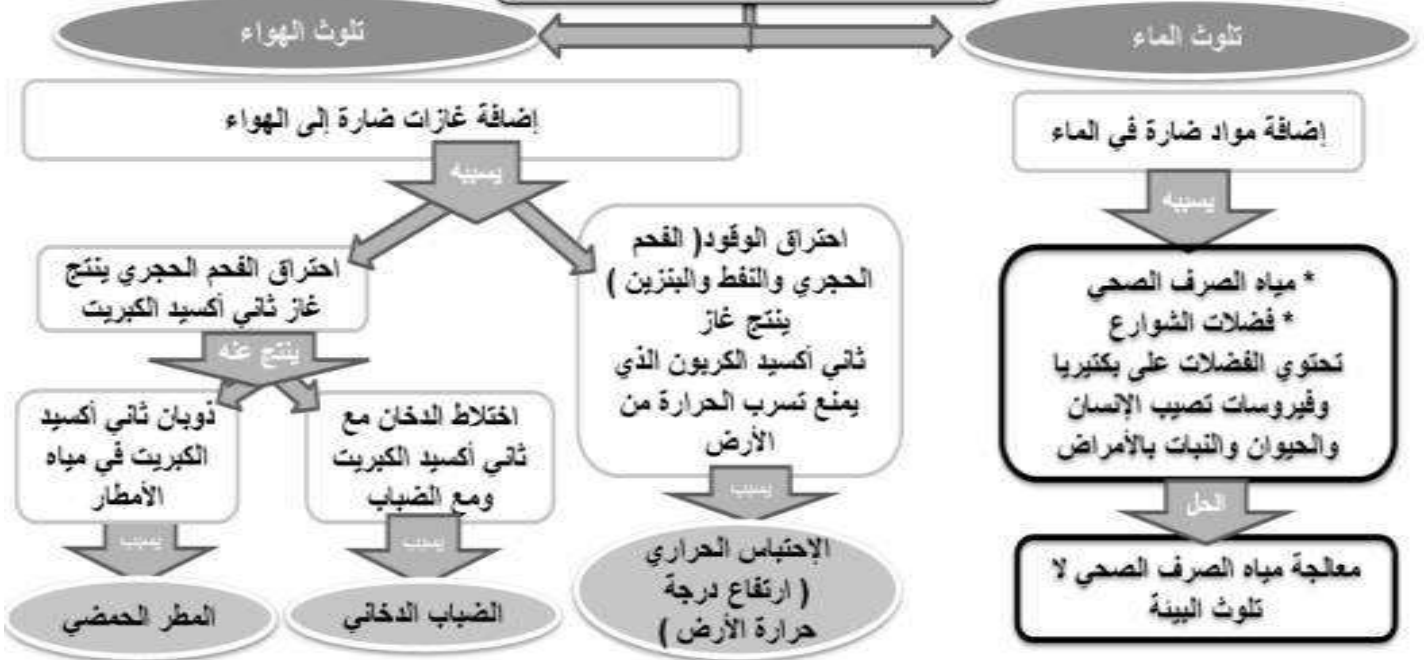 تلوث الماء
تلوث الهواء
إضافة مواد ضارة في الماء
يسببه
* مياه الصرف الصحي
* فضلات الشوارع
تحتوي الفضلات على بكتيريا
وفيروسات تصيب الإنسان
والحيوان والنبات بالأمراض
الحل
معالجة مياه الصرف الصحي لا
تلوث البيئة
إضافة غازات ضارة إلى الهواء
يسببه
احتراق الوقود( الفحم
الحجري والنفط والبنزين )
ينتج غاز
ثاني أكسيد الكربون الذي
يمنع تسرب الحرارة من
الأرض
يسبب
الإحتباس الحراري
( ارتفاع درجة
حرارة الأرض )
احتراق الفحم الحجري ينتج
غاز ثاني أكسيد الكبريت
ينتج عنه
اختلاط الدخان مع
ثاني أكسيد الكبريت
ومع الضباب
يسبب
الضباب الدخاني
ذوبان ثاني أكسيد
الكبريت في مياه
الأمطار
يسبب
المطر الحمضي